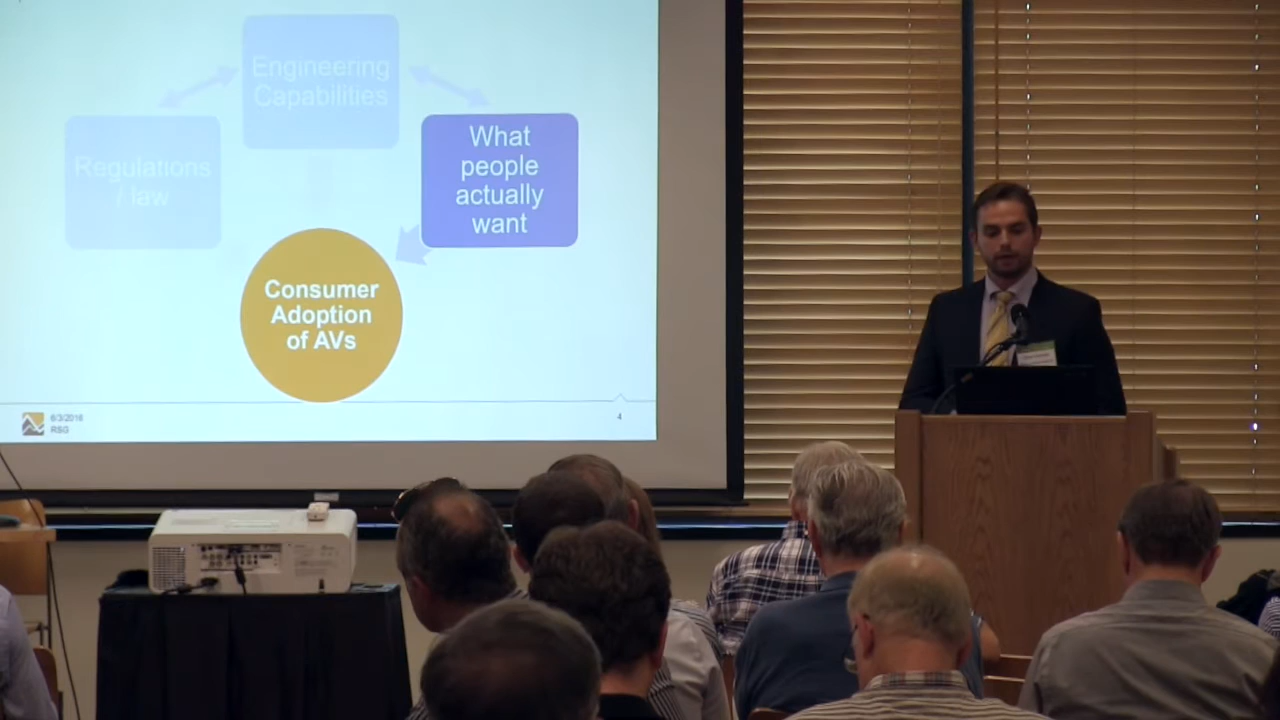 Engineering
Capabilities
Regulations
/ law
What
people
actually
want
Consumer
Adoption
of AVs
6/3/2016
RSG
4